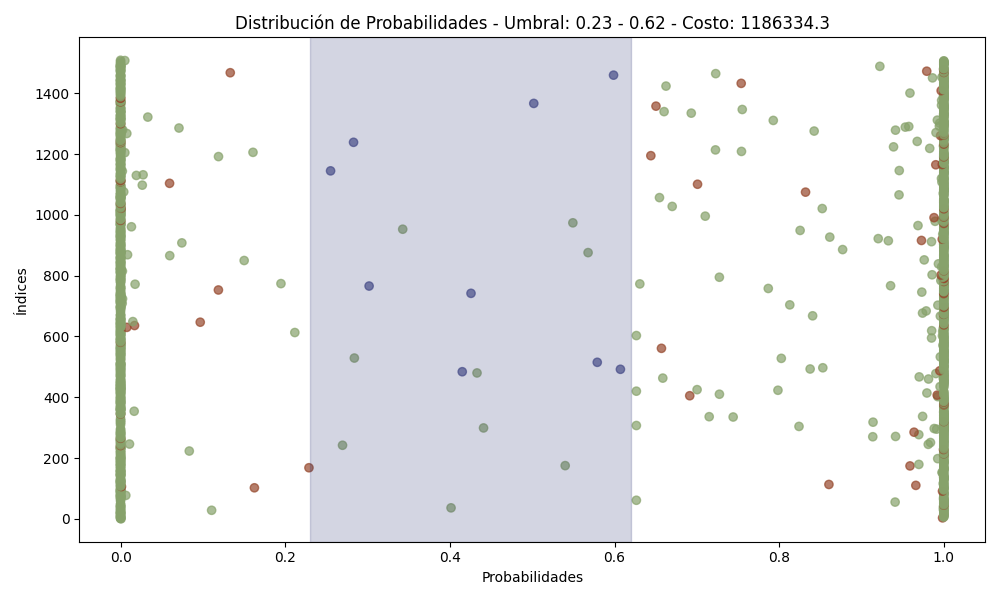 Distribución de Probabilidades - Umbral: 0.23 - 0.62 - Costo: 1186334.3
Índices
1400
1200
1000
800
600
400
200
0
0.0 0.2 0.4 0.6 0.8 1.0
Probabilidades